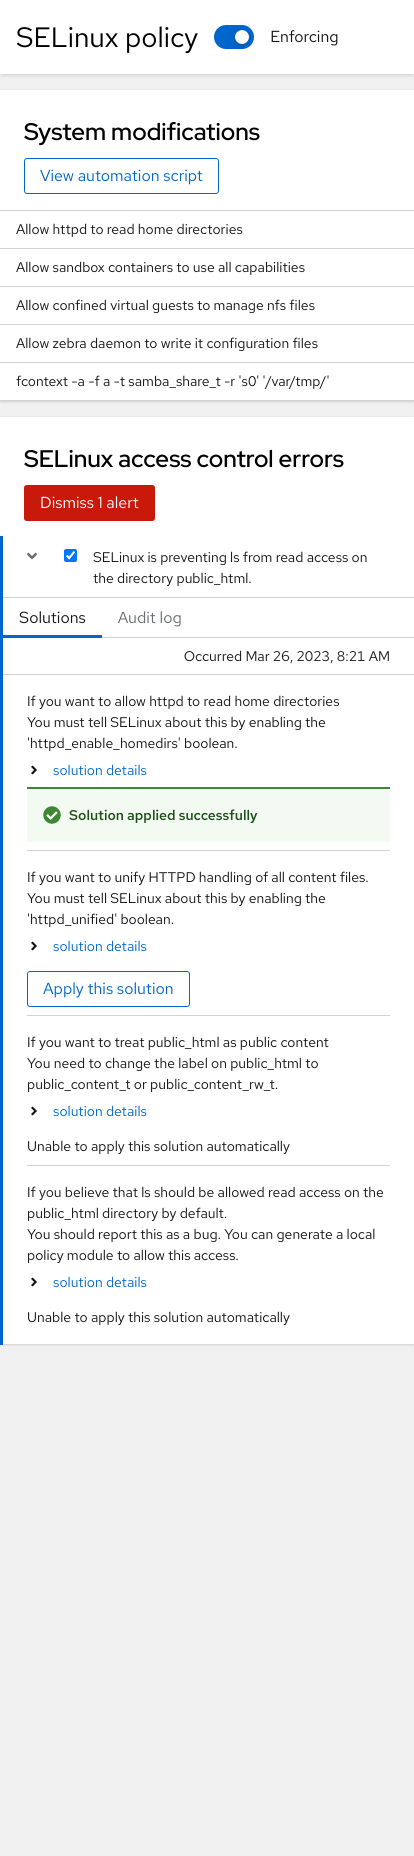 SELinux policy Enforcing
System modifications
View automation script
Allow httpd to read home directories
Allow sandbox containers to use all capabilities
Allow confined virtual guests to manage nfs files
Allow zebra daemon to write it configuration files
fcontext -a -f a -t samba_share_t -r 's0' '/var/tmp/'
SELinux access control errors
Dismiss 1 alert
SELinux is preventing ls from read access on
the directory public_html.
Solutions Audit log
Occurred Mar 26, 2023, 8:21 AM
If you want to allow httpd to read home directories
You must tell SELinux about this by enabling the
'httpd_enable_homedirs' boolean.
solution details
Solution applied successfully
If you want to unify HTTPD handling of all content files.
You must tell SELinux about this by enabling the
'httpd_unified' boolean.
solution details
Apply this solution
If you want to treat public_html as public content
You need to change the label on public_html to
public_content_t or public_content_rw_t.
solution details
Unable to apply this solution automatically
If you believe that ls should be allowed read access on the
public_html directory by default.
You should report this as a bug. You can generate a local
policy module to allow this access.
solution details
Unable to apply this solution automatically